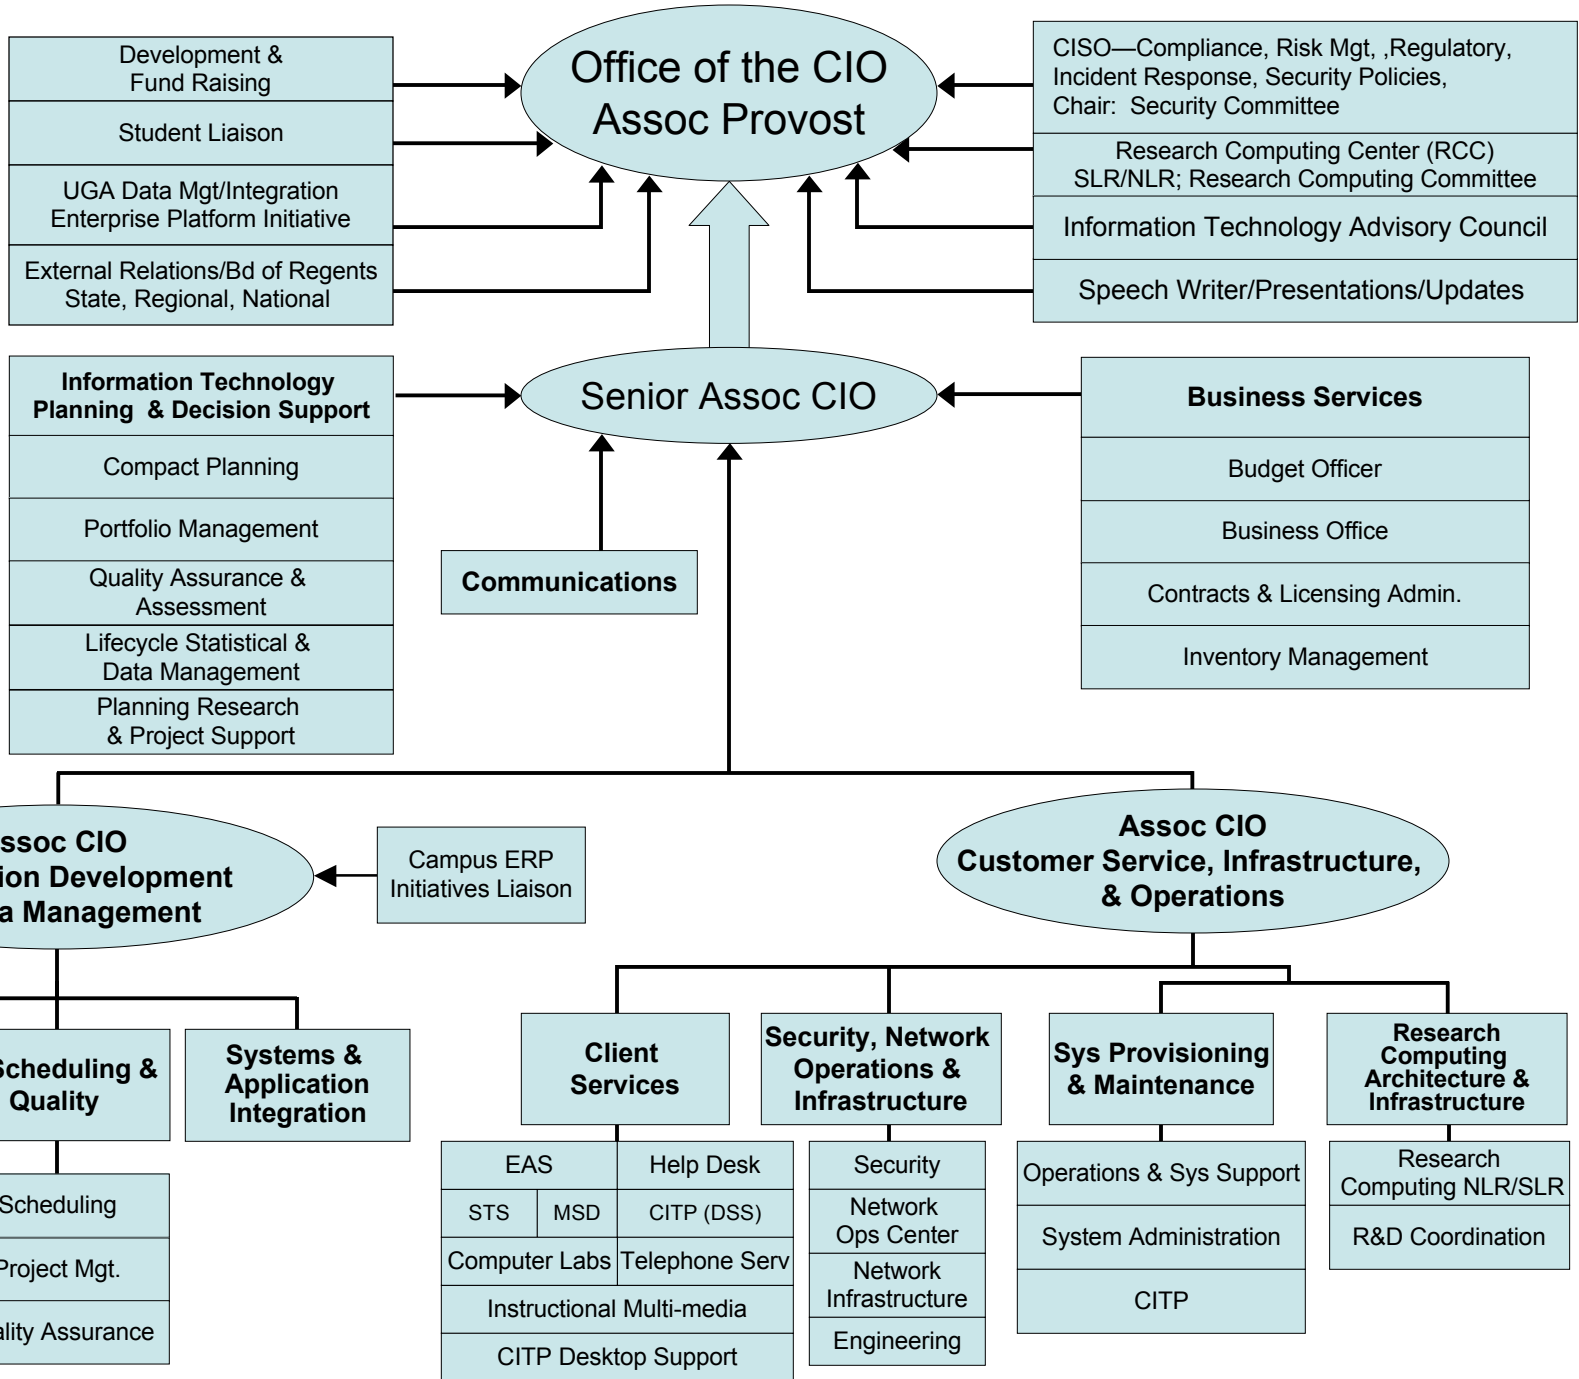 Development &
Fund Raising
Student Liaison
UGA Data Mgt/Integration
Enterprise Platform Initiative
External Relations/Bd of Regents
State, Regional, National
Office of the CIO
Assoc Provost
CISO—Compliance, Risk Mgt, ,Regulatory,
Incident Response, Security Policies,
Chair: Security Committee
Research Computing Center (RCC)
SLR/NLR; Research Computing Committee
Information Technology Advisory Council
Speech Writer/Presentations/Updates
Senior Assoc CIO
Information Technology
Planning & Decision Support
Compact Planning
Portfolio Management
Quality Assurance &
Assessment
Lifecycle Statistical &
Data Management
Planning Research
& Project Support
Communications
Business Services
Budget Officer
Business Office
Contracts & Licensing Admin.
Inventory Management
CIO
Development
Management
Campus ERP
Initiatives Liaison
Assoc CIO
Customer Service, Infrastructure,
& Operations
Scheduling &
Quality
Scheduling
Project Mgt.
Assurance
Systems &
Application
Integration
Client
Services
EAS
Help Desk
STS
MSD
CITP (DSS)
Computer Labs
Telephone Serv
Instructional Multi-media
CITP Desktop Support
Security, Network
Operations &
Infrastructure
Security
Network
Ops Center
Network
Infrastructure
Engineering
Sys Provisioning
& Maintenance
Operations & Sys Support
System Administration
CITP
Research
Computing
Architecture &
Infrastructure
Research
Computing NLR/SLR
R&D Coordination